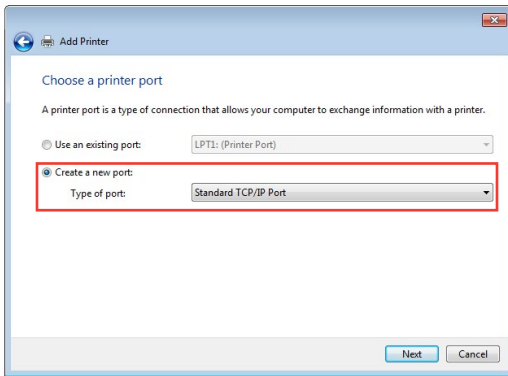 Add Printer
Choose a printer port
A printer port is a type of connection that allows your computer to exchange information with a printer.
Use an existing port: LPT1: (Printer Port)
Create a new port:
Type of port: Standard TCP/IP Port
Next Cancel